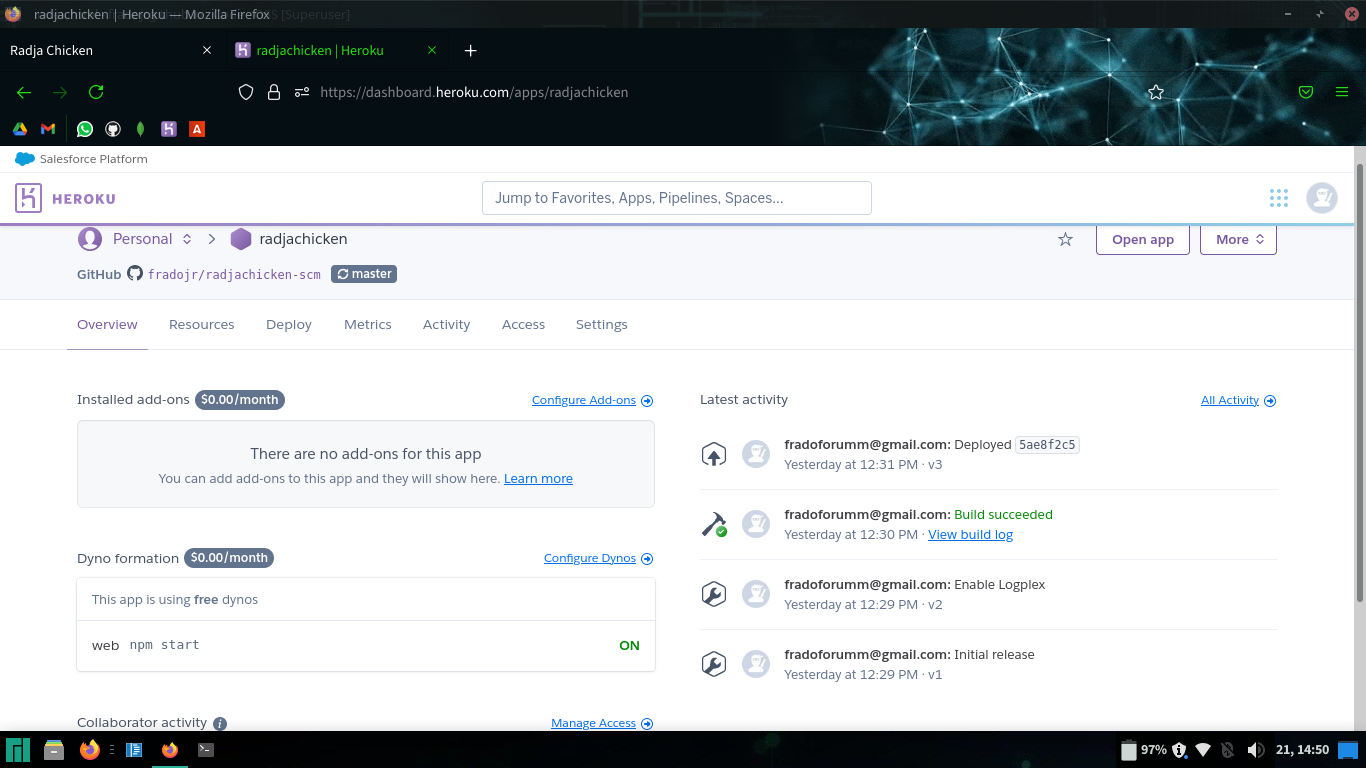 radjachicken | Heroku — Mozilla Firefox
[Superuser]
Radja Chicken
radjachicken | Heroku
https://dashboard.heroku.com/apps/radjachicken
Salesforce Platform
HEROKU
Jump to Favorites, Apps, Pipelines, Spaces...
Personal
radjachicken
Open app
More
GitHub fradojr/radjachicken-scm master
Overview
Resources
Deploy
Metrics
Activity
Access
Settings
Installed add-ons $0.00/month
Configure Add-ons
There are no add-ons for this app
You can add add-ons to this app and they will show here. Learn more
Dyno formation $0.00/month
Configure Dynos
This app is using free dynos
web npm start
ON
Collaborator activity
Manage Access
Latest activity
All Activity
fradoforumm@gmail.com: Deployed 5ae8f2c5
Yesterday at 12:31 PM · v3
fradoforumm@gmail.com: Build succeeded
Yesterday at 12:30 PM · View build log
fradoforumm@gmail.com: Enable Logplex
Yesterday at 12:29 PM · v2
fradoforumm@gmail.com: Initial release
Yesterday at 12:29 PM · v1
97%
21, 14:50